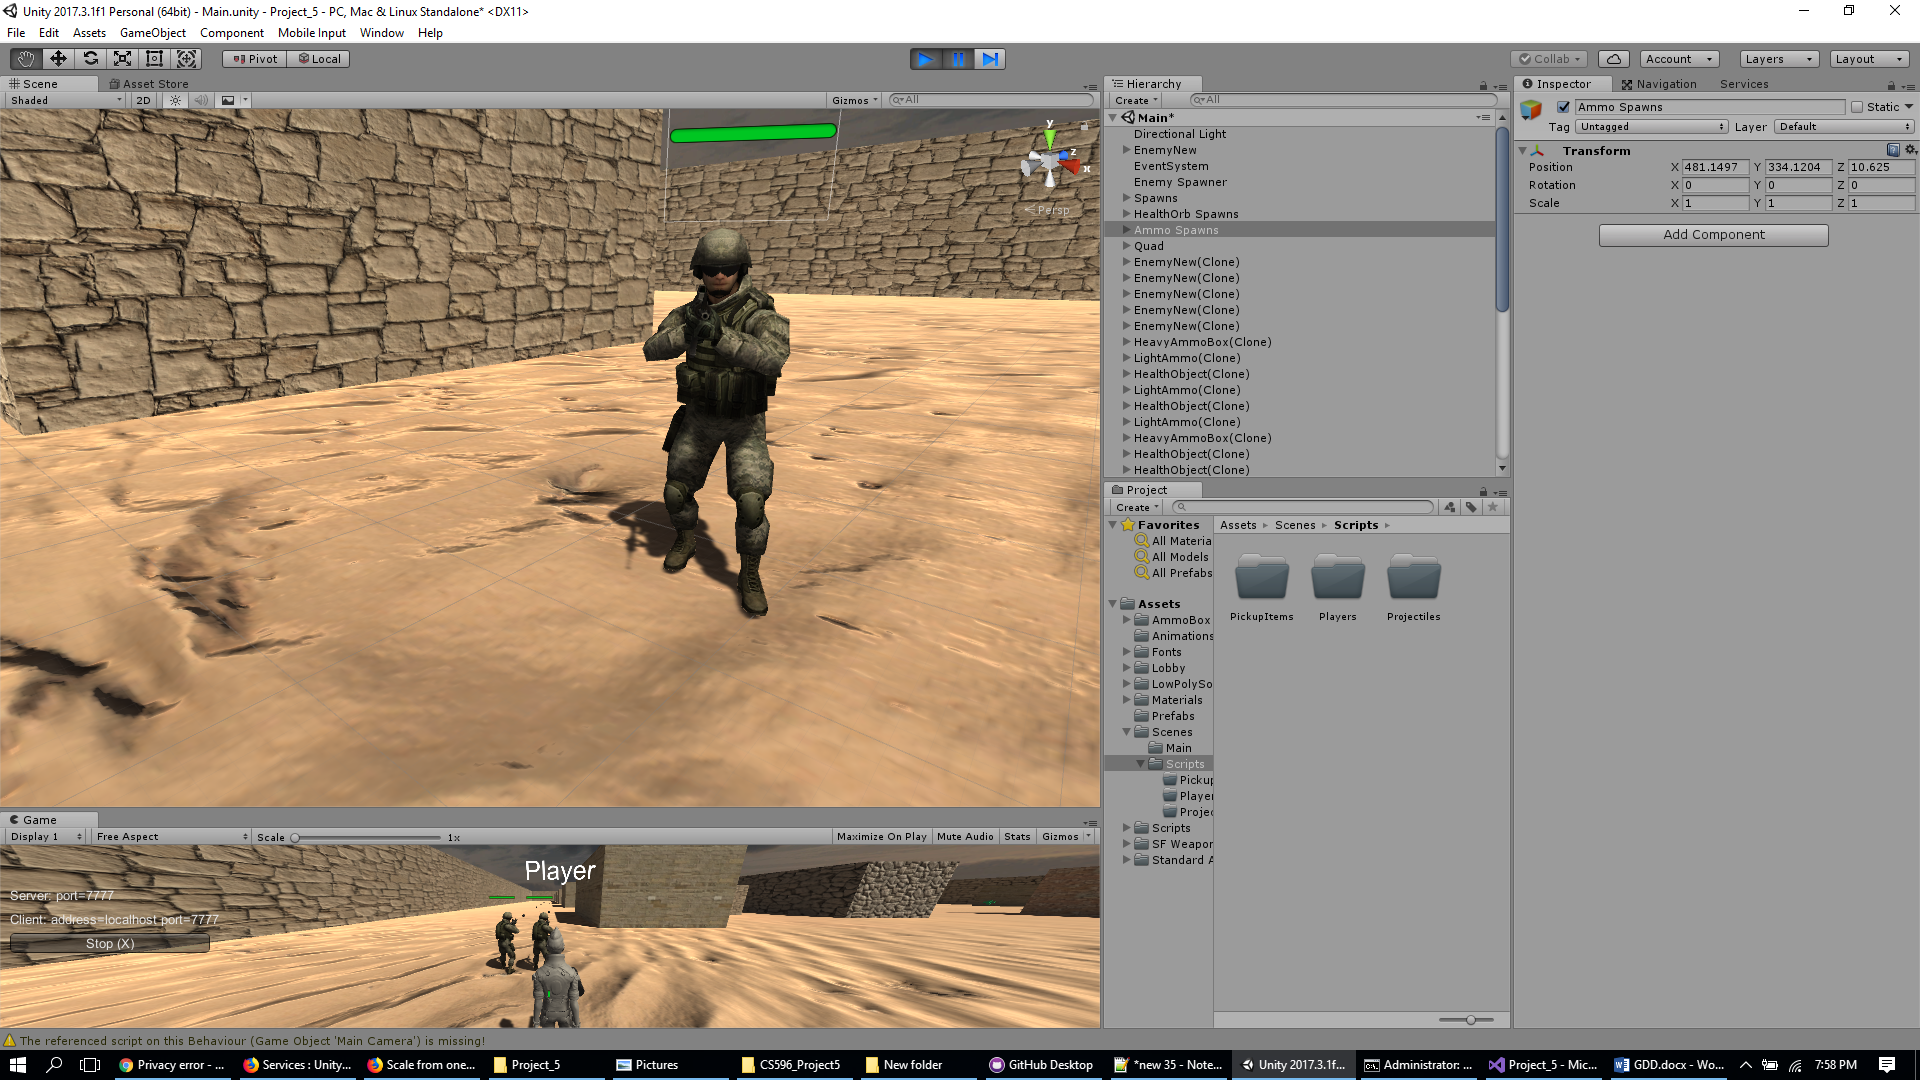 Unity 2017.3.1f1 Personal (64bit) - Main.unity - Project_5 - PC, Mac & Linux Standalone* <DX11>
File Edit Assets GameObject Component Mobile Input Window Help
Pivot Local Collab Account Layers Layout
Scene Asset Store
Shaded 2D Gizmos All
y
z
x
Persp
Game
Display 1 Free Aspect Scale 1x Maximize On Play Mute Audio Stats Gizmos
Player
Server: port=7777
Client: address=localhost port=7777
Stop (X)
Hierarchy
Create All
Main*
Directional Light
EnemyNew
EventSystem
Enemy Spawner
Spawns
HealthOrb Spawns
Ammo Spawns
Quad
EnemyNew(Clone)
EnemyNew(Clone)
EnemyNew(Clone)
EnemyNew(Clone)
EnemyNew(Clone)
HeavyAmmoBox(Clone)
LightAmmo(Clone)
HealthObject(Clone)
LightAmmo(Clone)
HealthObject(Clone)
LightAmmo(Clone)
HeavyAmmoBox(Clone)
HealthObject(Clone)
HealthObject(Clone)
Project
Create
Favorites
All Materia
All Models
All Prefabs
Assets
AmmoBox
Animations
Fonts
Lobby
LowPolySo
Materials
Prefabs
Scenes
Main
Scripts
Pickup
Player
Projec
Scripts
SF Weapor
Standard A
Assets Scenes Scripts
PickupItems Players Projectiles
Inspector Navigation Services
Ammo Spawns Static
Tag Untagged Layer Default
Transform
Position X 481.1497 Y 334.1204 Z 10.625
Rotation X 0 Y 0 Z 0
Scale X 1 Y 1 Z 1
Add Component
The referenced script on this Behaviour (Game Object 'Main Camera') is missing!
Privacy error - ... Services : Unity... Scale from one... Project_5 Pictures CS596_Project5 New folder GitHub Desktop *new 35 - Note... Unity 2017.3.1f... Administrator: ... Project_5 - Mic... GDD.docx - Wo... 7:58 PM